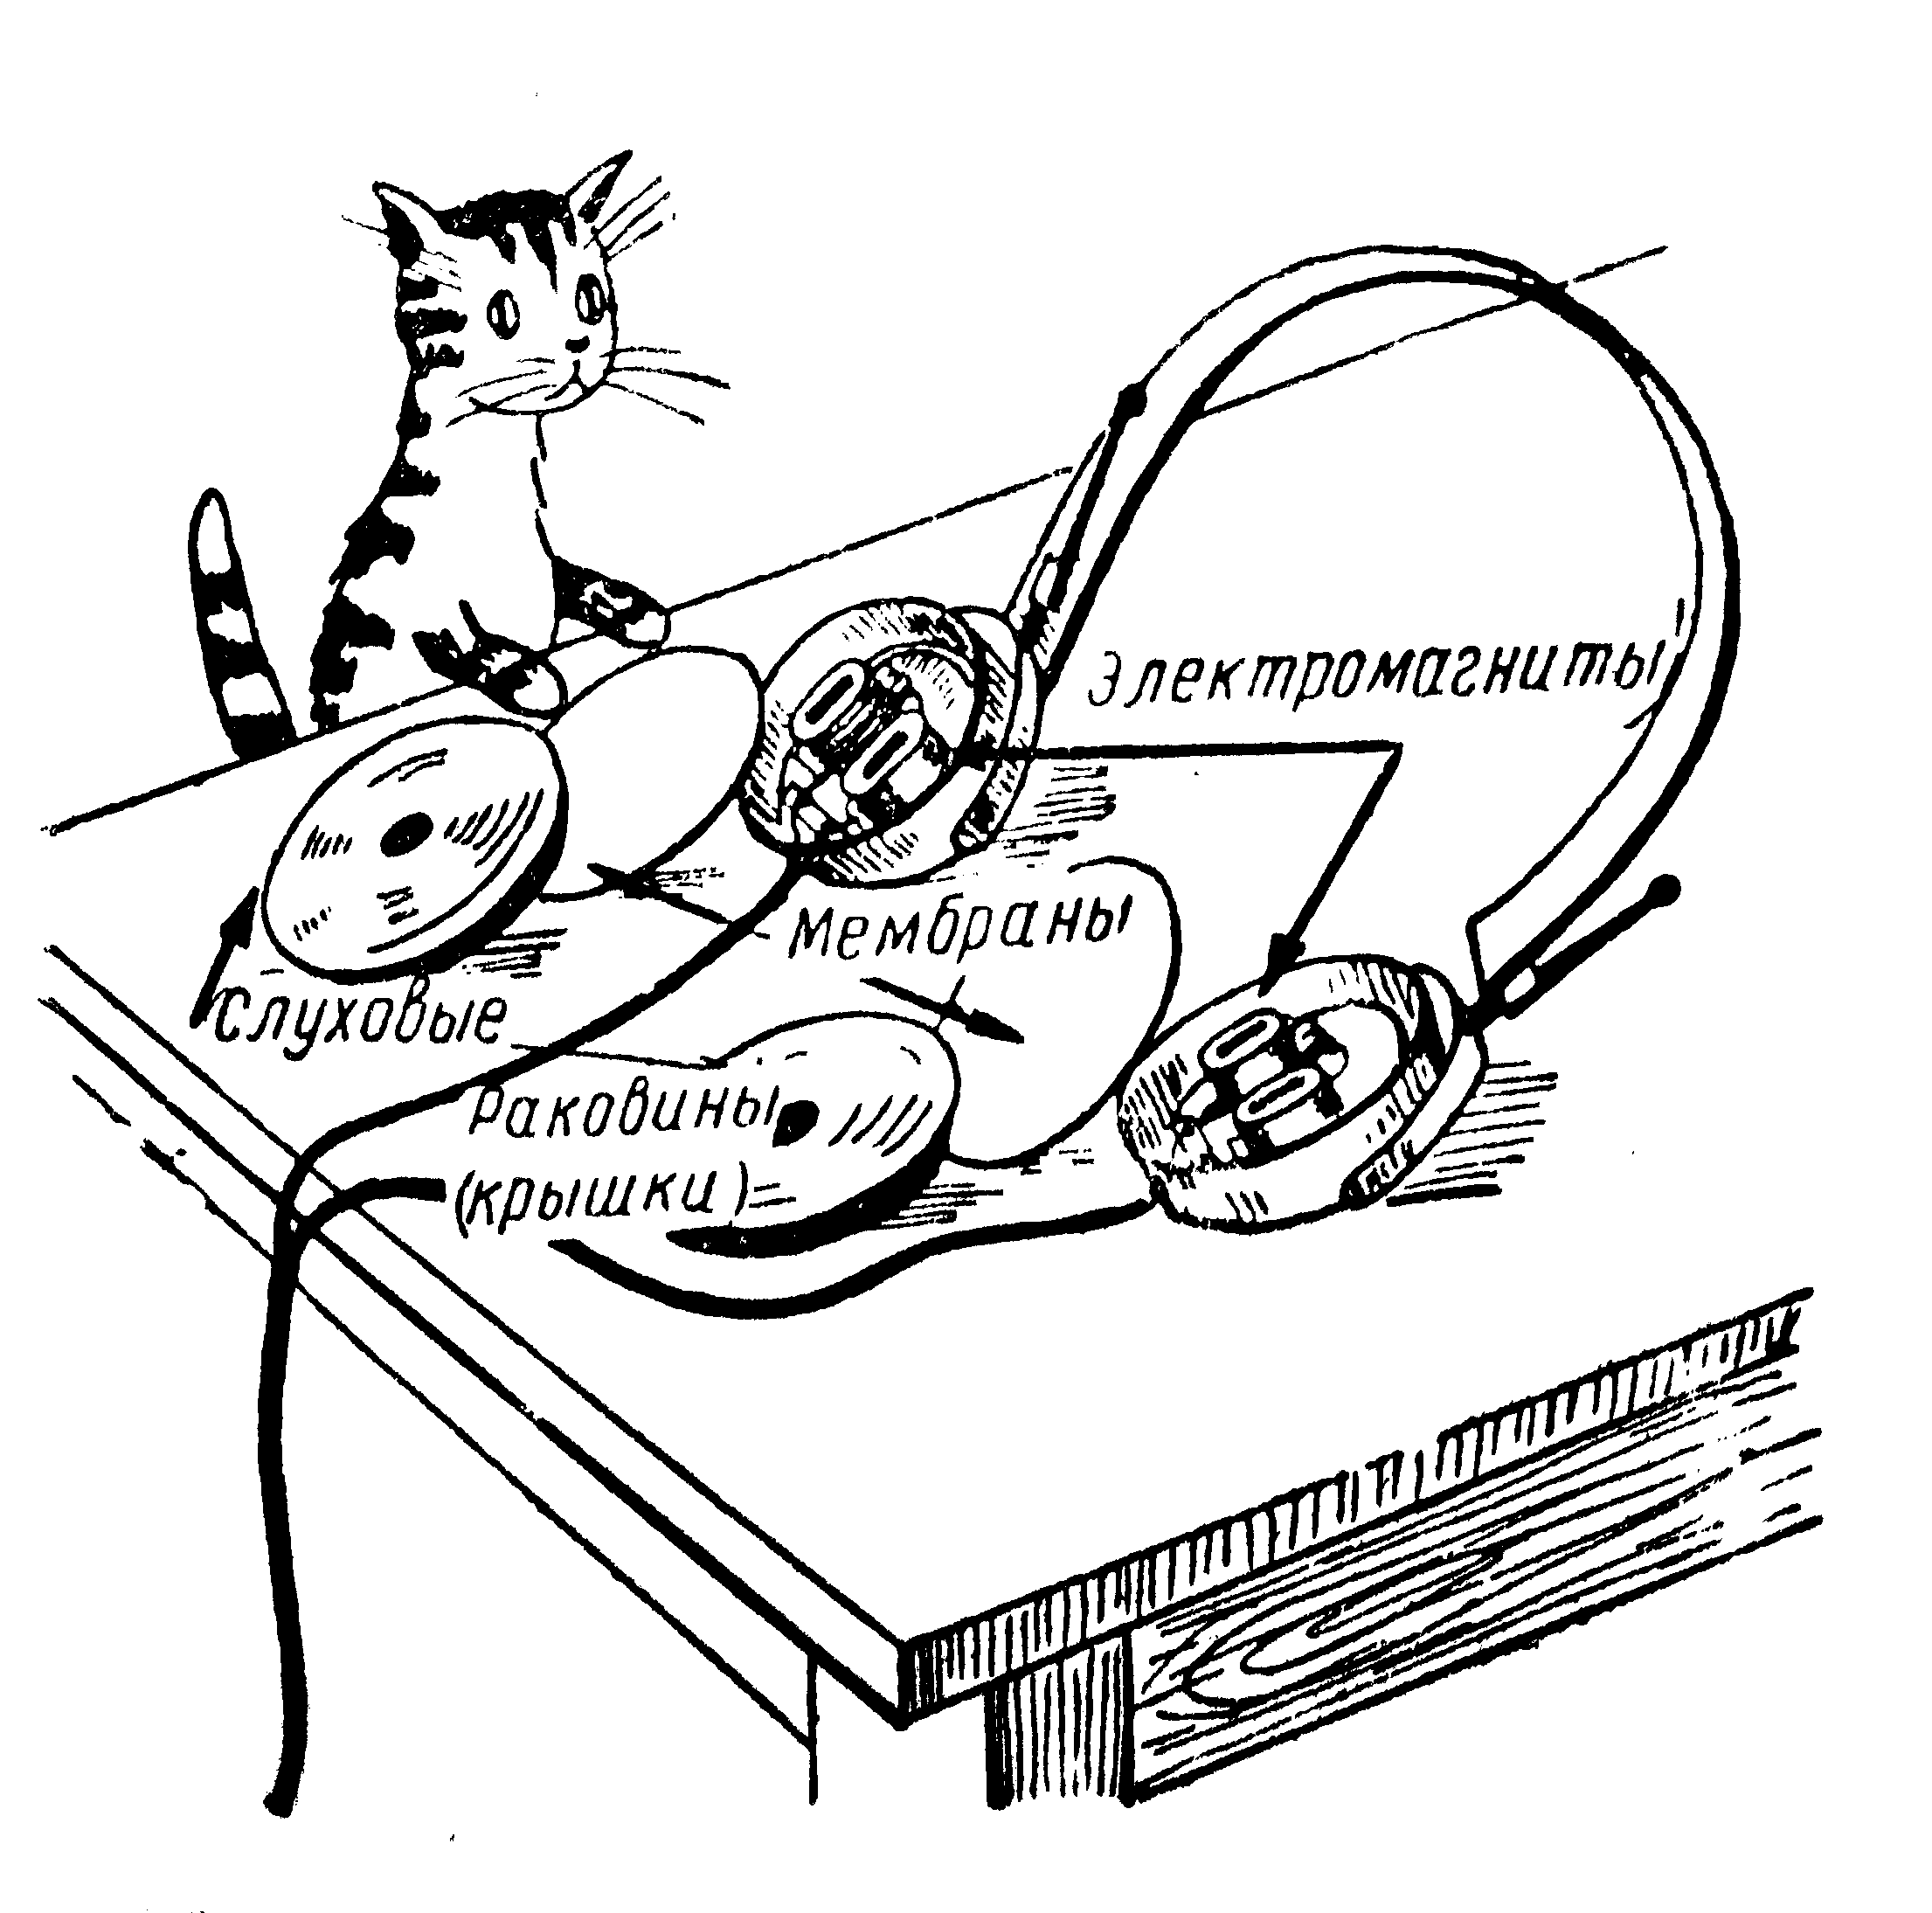 Электромагниты
Мембраны
Слуховые
раковины
(крышки)